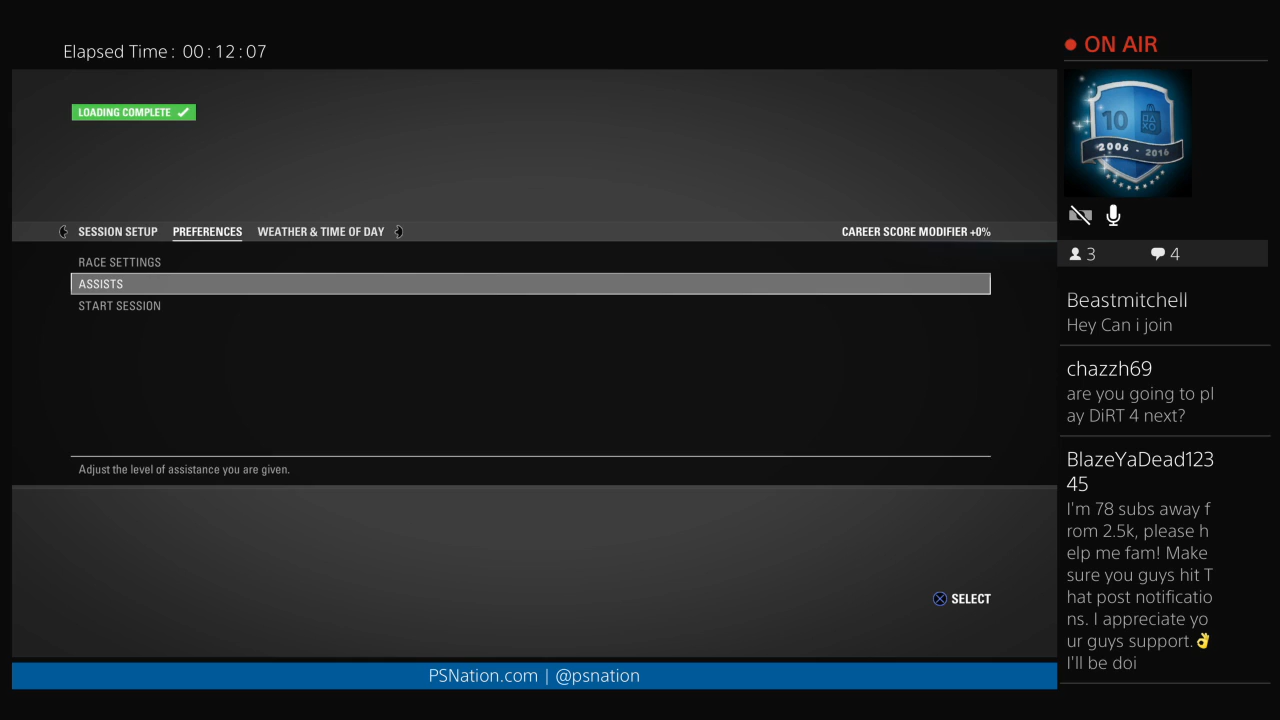 Elapsed Time: 00:12:07
ON AIR
LOADING COMPLETE
10
2006 - 2016
SESSION SETUP
PREFERENCES
WEATHER & TIME OF DAY
CAREER SCORE MODIFIER +0%
RACE SETTINGS
ASSISTS
START SESSION
Adjust the level of assistance you are given.
SELECT
PSNation.com | @psnation
3
4
Beastmitchell
Hey Can i join
chazzh69
are you going to pl
ay DiRT 4 next?
BlazeYaDead123
45
I'm 78 subs away f
rom 2.5k, please h
elp me fam! Make
sure you guys hit T
hat post notificatio
ns. I appreciate yo
ur guys support.👌
I'll be doi